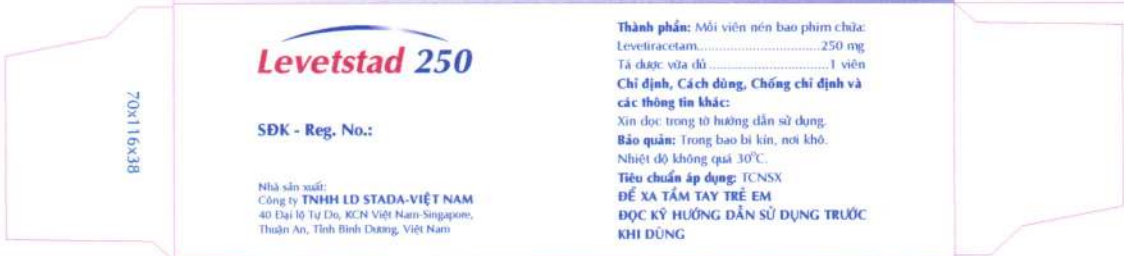 70x116x38
Levetstad 250
SĐK - Reg. No.:
Nhà sản xuất:
Công ty TNHH LD STADA-VIỆT NAM
40 Đại lộ Tự Do, KCN Việt Nam-Singapore,
Thuận An, Tỉnh Bình Dương, Việt Nam
Thành phần: Mỗi viên nén bao phim chứa:
Levetiracetam...............................250 mg
Tá dược vừa đủ..............................1 viên
Chỉ định, Cách dùng, Chống chỉ định và
các thông tin khác:
Xin đọc trong tờ hướng dẫn sử dụng.
Bảo quản: Trong bao bì kín, nơi khô.
Nhiệt độ không quá 30°C.
Tiêu chuẩn áp dụng: TCNSX
ĐỂ XA TẦM TAY TRẺ EM
ĐỌC KỸ HƯỚNG DẪN SỬ DỤNG TRƯỚC
KHI DÙNG